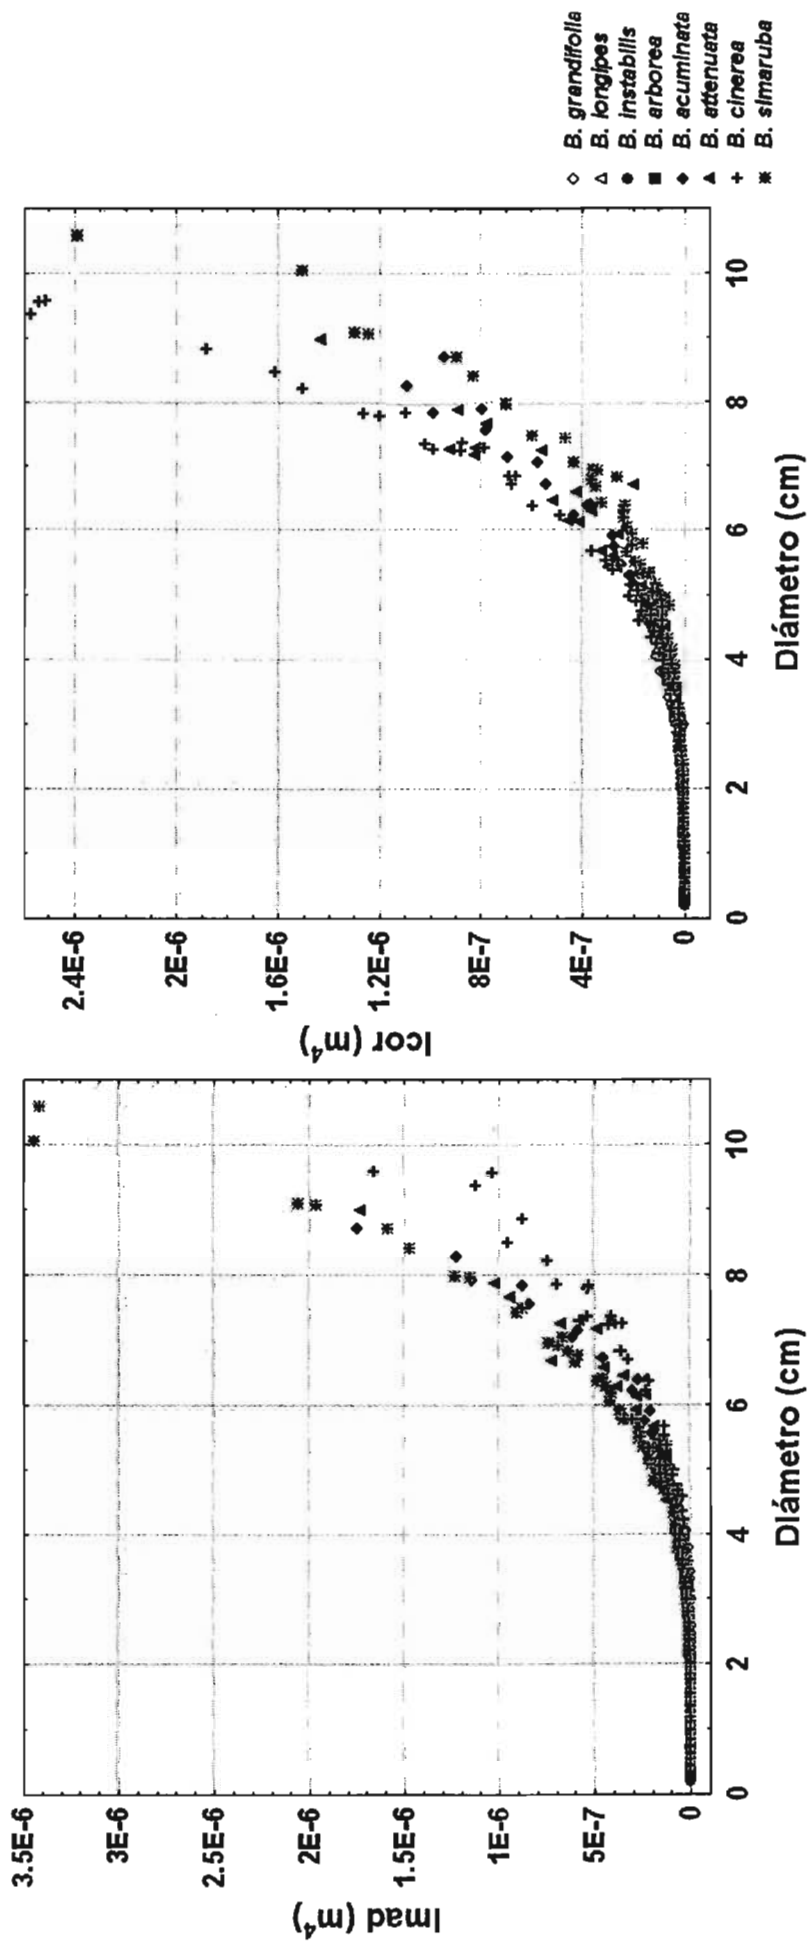 3.5E-6
3E-6
2.5E-6
2E-6
1.5E-6
1E-6
5E-7
0
Imad (m⁴)
0
2
4
6
8
10
Diámetro (cm)
2.4E-6
2E-6
1.6E-6
1.2E-6
8E-7
4E-7
0
Icor (m⁴)
0
2
4
6
8
10
Diámetro (cm)
◇ B. grandifolia
△ B. longipes
● B. instabilis
■ B. arborea
◆ B. acuminata
▲ B. attenuata
+ B. cinerea
✳ B. simaruba